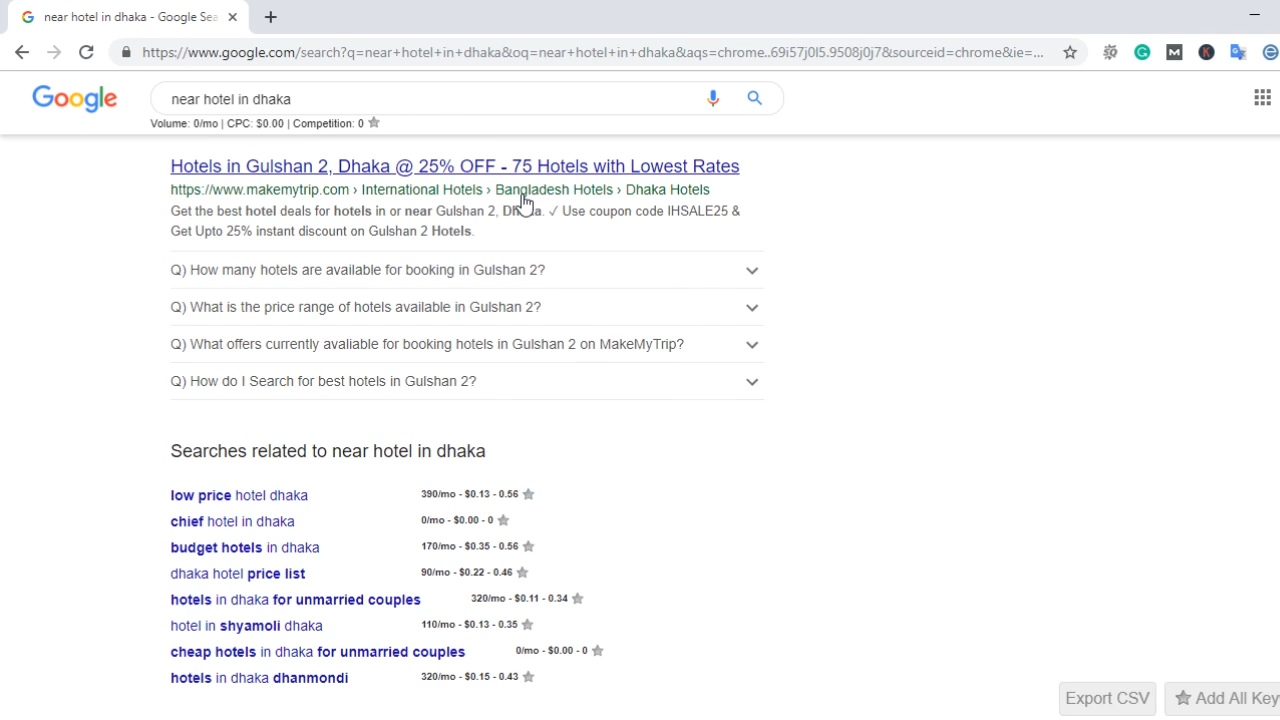 near hotel in dhaka - Google Sea
https://www.google.com/search?q=near+hotel+in+dhaka&oq=near+hotel+in+dhaka&aqs=chrome..69i57j0l5.9508j0j7&sourceid=chrome&ie=...
Google
near hotel in dhaka
Volume: 0/mo | CPC: $0.00 | Competition: 0
Hotels in Gulshan 2, Dhaka @ 25% OFF - 75 Hotels with Lowest Rates
https://www.makemytrip.com › International Hotels › Bangladesh Hotels › Dhaka Hotels
Get the best hotel deals for hotels in or near Gulshan 2, Dhaka. ✓ Use coupon code IHSALE25 &
Get Upto 25% instant discount on Gulshan 2 Hotels.
Q) How many hotels are available for booking in Gulshan 2?
Q) What is the price range of hotels available in Gulshan 2?
Q) What offers currently avaliable for booking hotels in Gulshan 2 on MakeMyTrip?
Q) How do I Search for best hotels in Gulshan 2?
Searches related to near hotel in dhaka
low price hotel dhaka 390/mo - $0.13 - 0.56
chief hotel in dhaka 0/mo - $0.00 - 0
budget hotels in dhaka 170/mo - $0.35 - 0.56
dhaka hotel price list 90/mo - $0.22 - 0.46
hotels in dhaka for unmarried couples 320/mo - $0.11 - 0.34
hotel in shyamoli dhaka 110/mo - $0.13 - 0.35
cheap hotels in dhaka for unmarried couples 0/mo - $0.00 - 0
hotels in dhaka dhanmondi 320/mo - $0.15 - 0.43
Export CSV
Add All Key